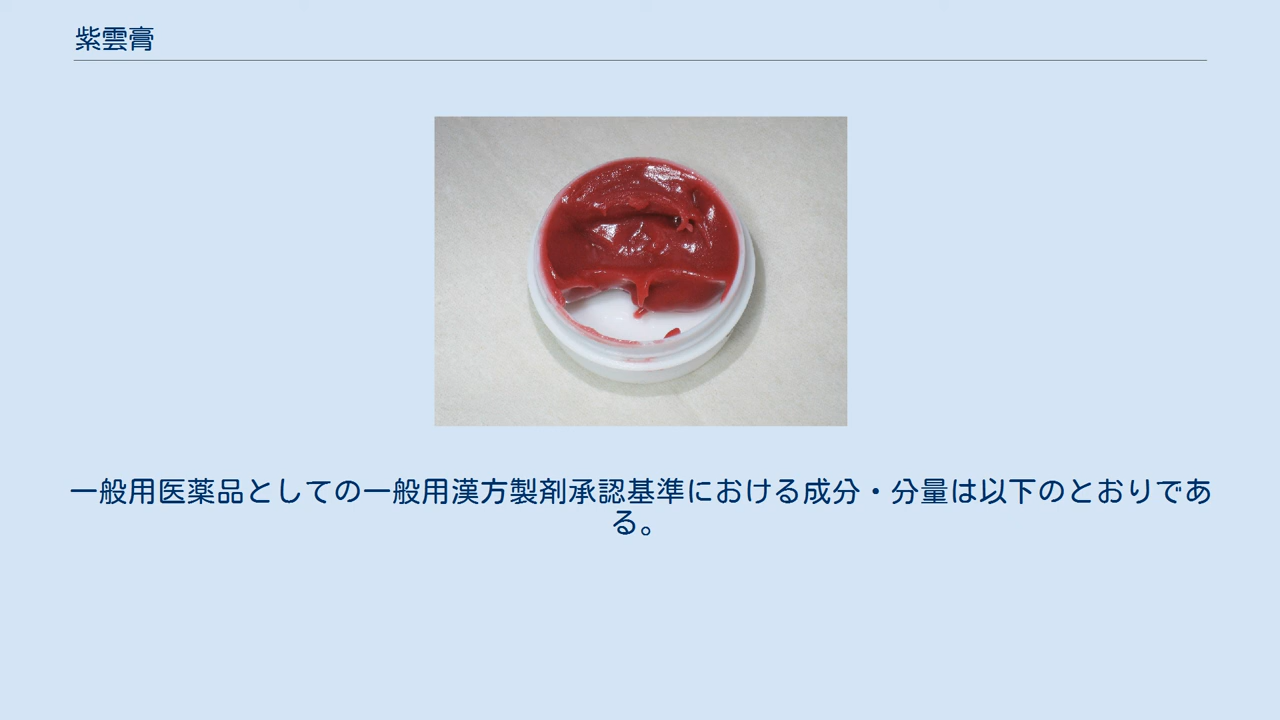 紫雲膏
一般用医薬品としての一般用漢方製剤承認基準における成分・分量は以下のとおりであ
る。